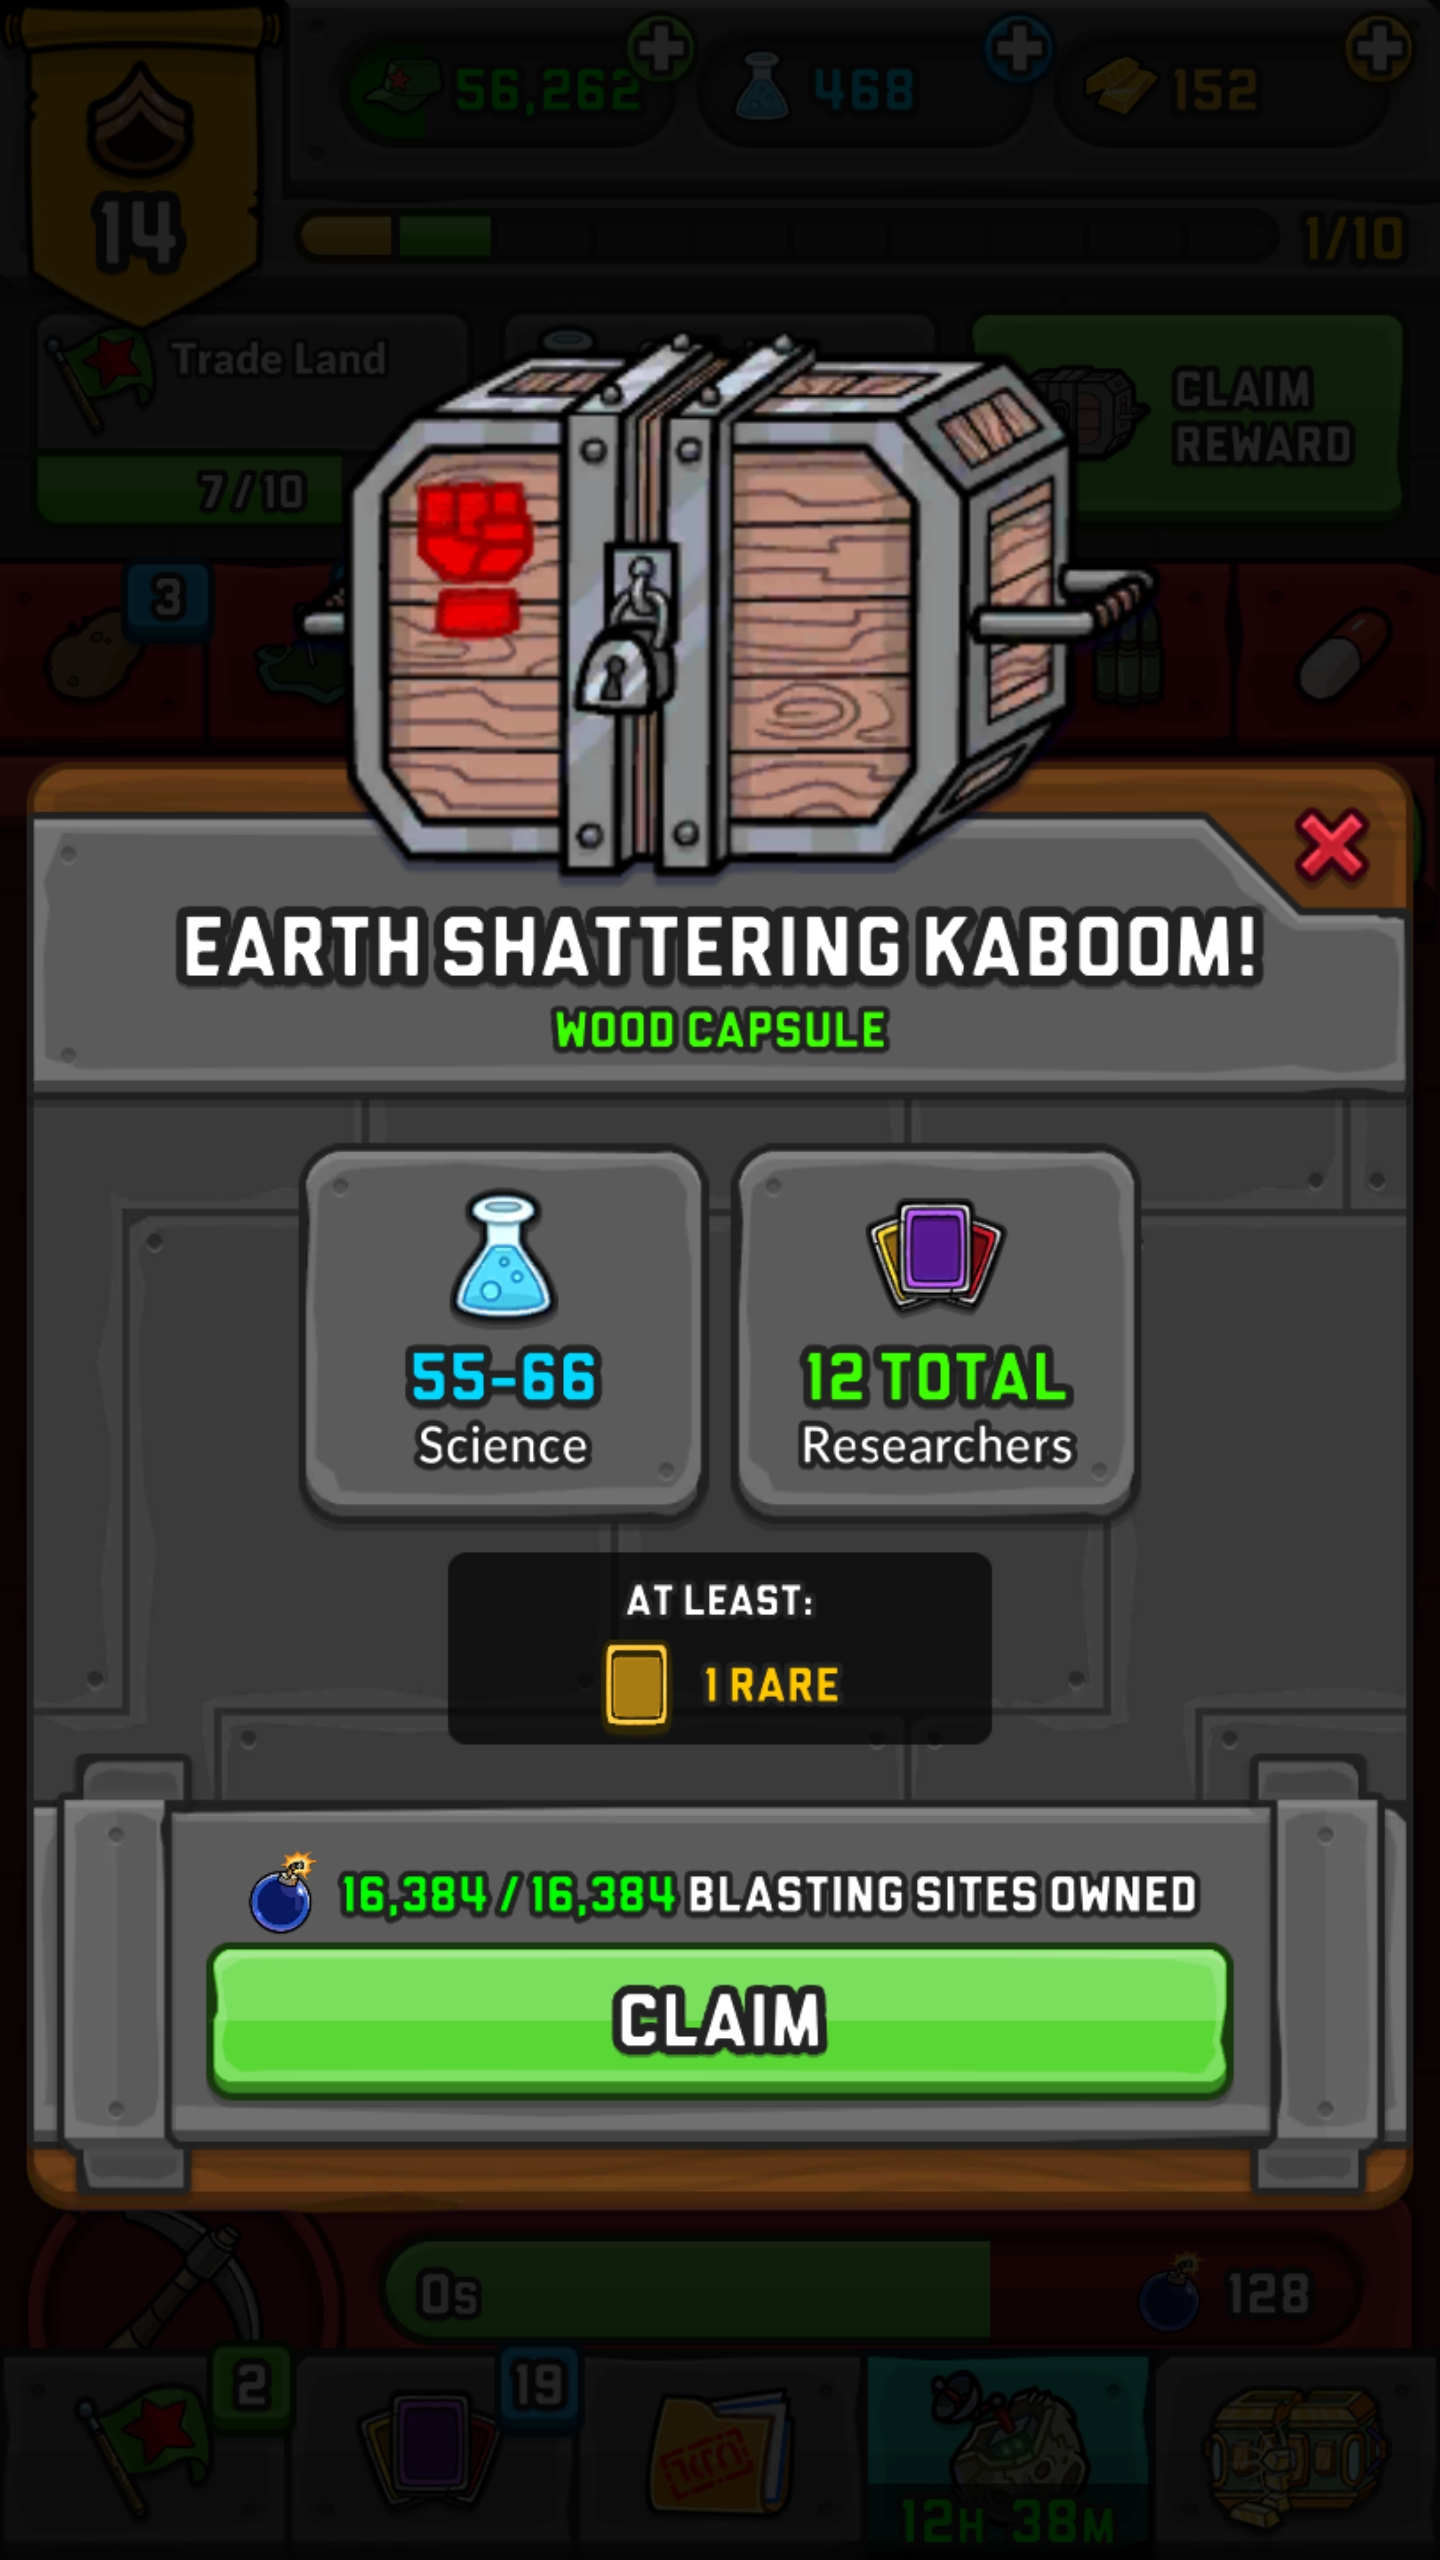 56,262
468
152
14
1/10
Trade Land
7/10
CLAIM
REWARD
3
EARTH SHATTERING KABOOM!
WOOD CAPSULE
55-66
Science
12 TOTAL
Researchers
AT LEAST:
1 RARE
16,384 / 16,384 BLASTING SITES OWNED
CLAIM
0s
128
2
19
12H 38M